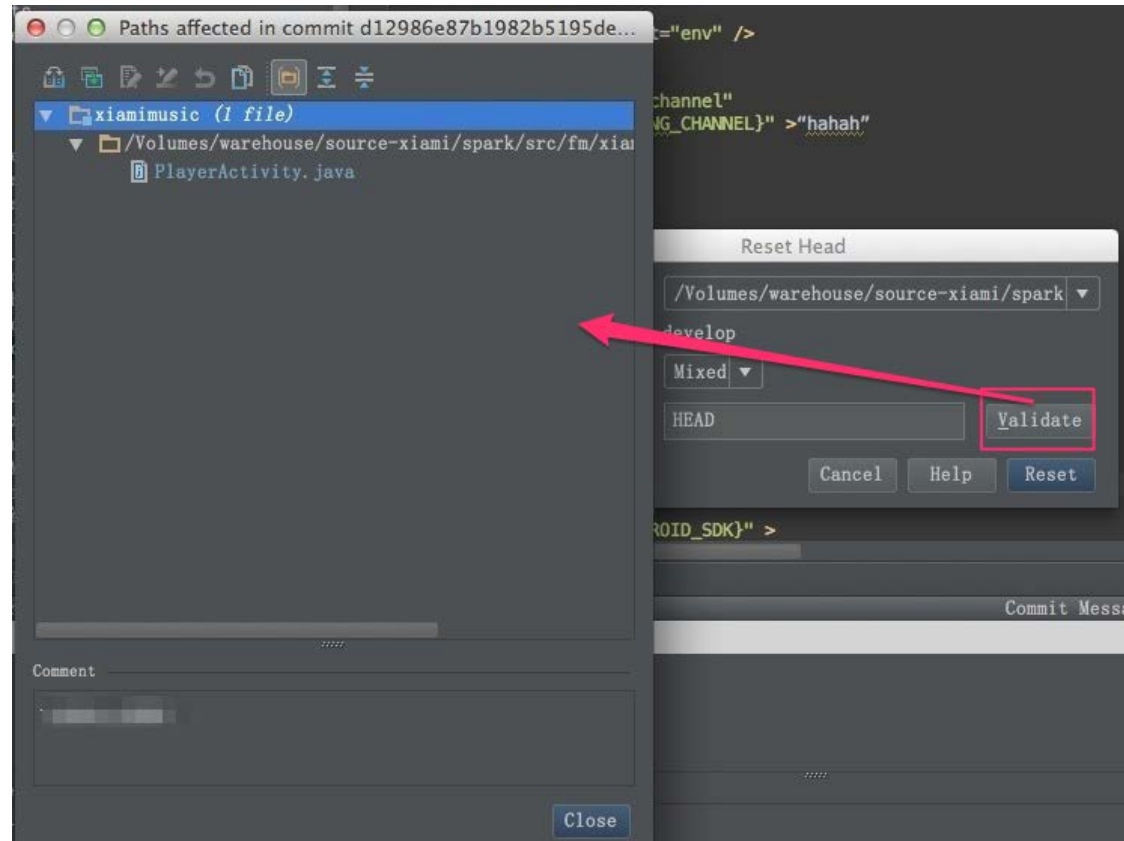 Paths affected in commit d12986e87b1982b5195de...
xiamimusic (1 file)
/Volumes/warehouse/source-xiami/spark/src/fm/xiar
PlayerActivity.java
Comment
Close
t="env" />
channel"
NG_CHANNEL}" >"hahah"
Reset Head
/Volumes/warehouse/source-xiami/spark
develop
Mixed
HEAD
Validate
Cancel
Help
Reset
ROID_SDK}" >
Commit Messa